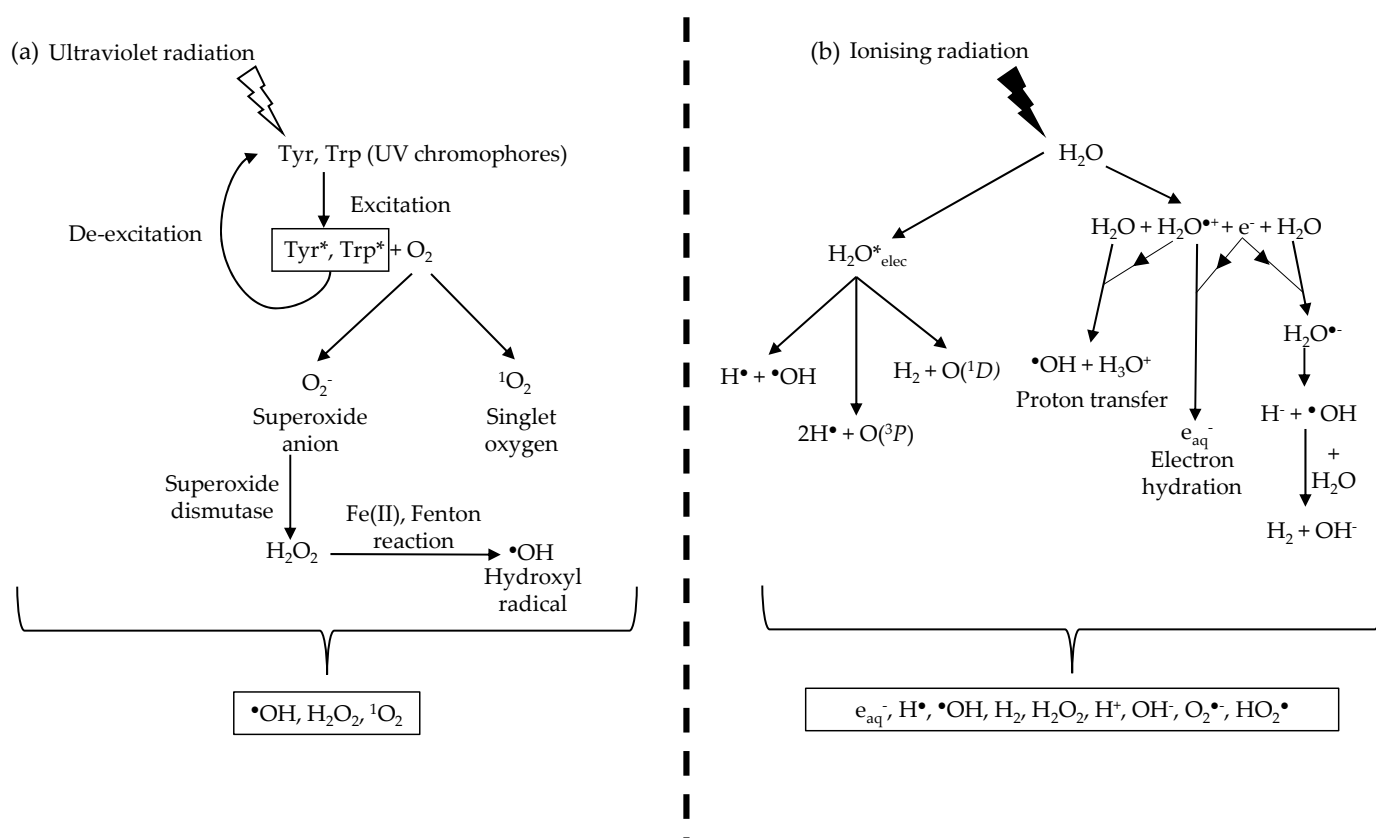 (a) Ultraviolet radiation
Tyr, Trp (UV chromophores)
Excitation
De-excitation
Tyr*, Trp* + O₂
O₂⁻
Superoxide
anion
¹O₂
Singlet
oxygen
Superoxide
dismutase
Fe(II), Fenton
reaction
H₂O₂
•OH
Hydroxyl
radical
•OH, H₂O₂, ¹O₂
(b) Ionising radiation
H₂O
H₂O + H₂O•⁺ + e⁻ + H₂O
H₂O*elec
H• + •OH
2H• + O(³P)
H₂ + O(¹D)
•OH + H₃O⁺
Proton transfer
eaq⁻
Electron
hydration
H₂O•⁻
H⁻ + •OH
+
H₂O
H₂ + OH⁻
eaq⁻, H•, •OH, H₂, H₂O₂, H⁺, OH⁻, O₂•⁻, HO₂•